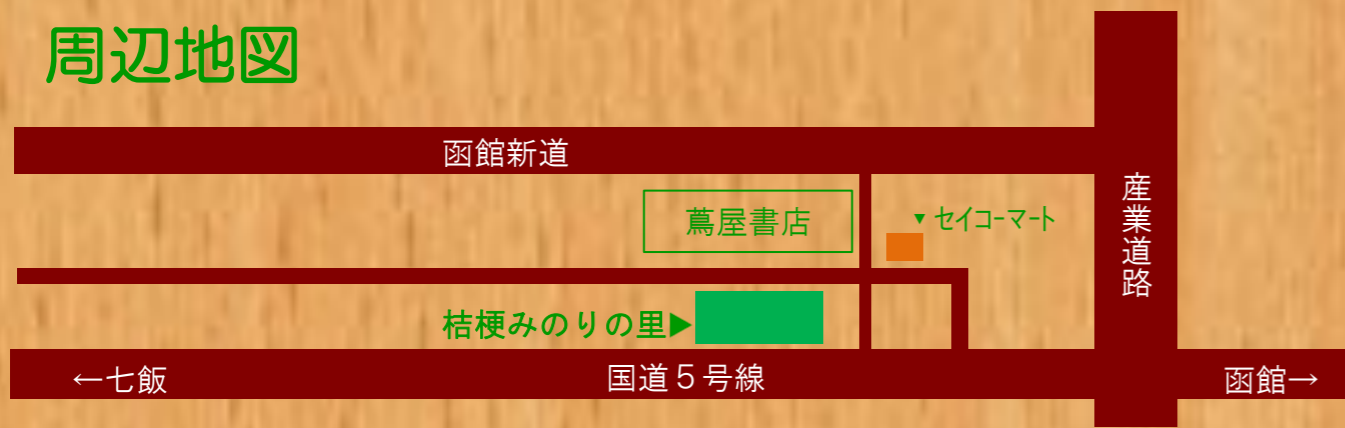 周辺地図
函館新道
産業道路
蔦屋書店
▼ セイコーマート
桔梗みのりの里▶
←七飯
国道５号線
函館→